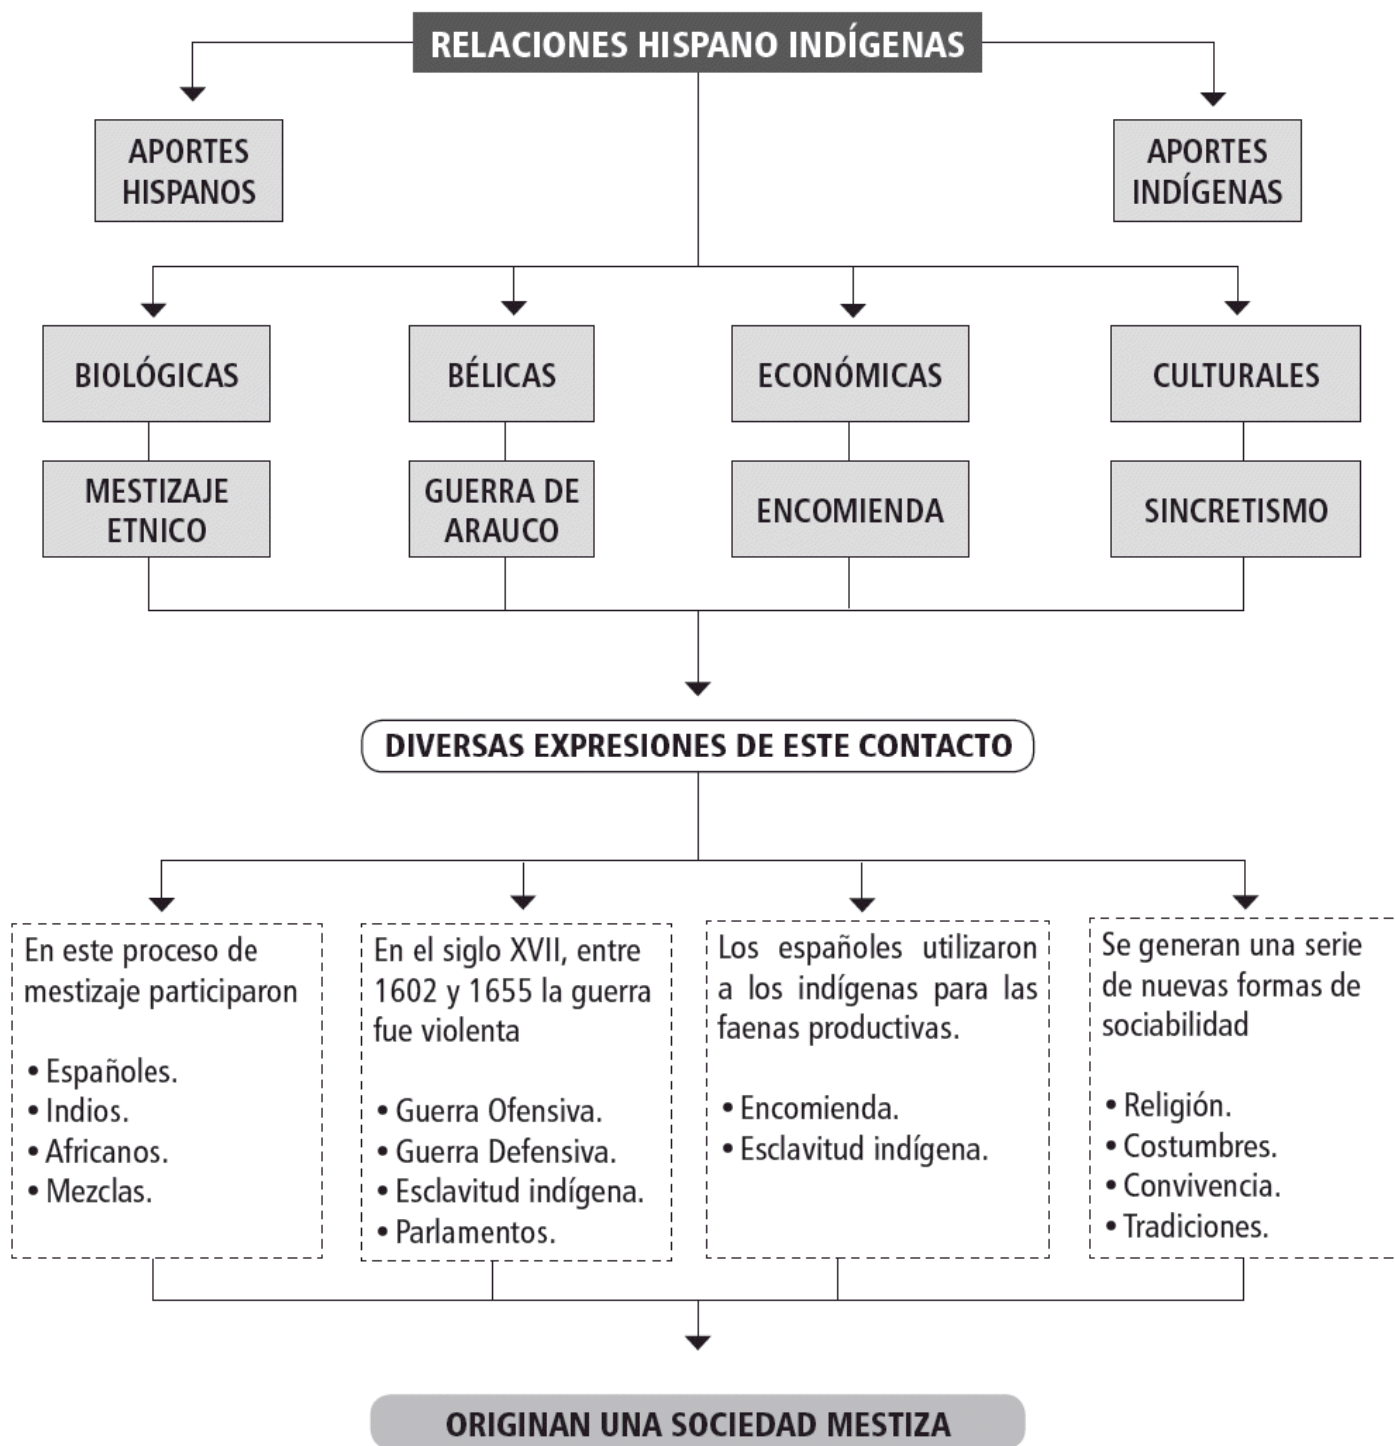 RELACIONES HISPANO INDÍGENAS
APORTES
HISPANOS
APORTES
INDÍGENAS
BIOLÓGICAS
BÉLICAS
ECONÓMICAS
CULTURALES
MESTIZAJE
ETNICO
GUERRA DE
ARAUCO
ENCOMIENDA
SINCRETISMO
DIVERSAS EXPRESIONES DE ESTE CONTACTO
En este proceso de
mestizaje participaron
• Españoles.
• Indios.
• Africanos.
• Mezclas.
En el siglo XVII, entre
1602 y 1655 la guerra
fue violenta
• Guerra Ofensiva.
• Guerra Defensiva.
• Esclavitud indígena.
• Parlamentos.
Los españoles utilizaron
a los indígenas para las
faenas productivas.
• Encomienda.
• Esclavitud indígena.
Se generan una serie
de nuevas formas de
sociabilidad
• Religión.
• Costumbres.
• Convivencia.
• Tradiciones.
ORIGINAN UNA SOCIEDAD MESTIZA